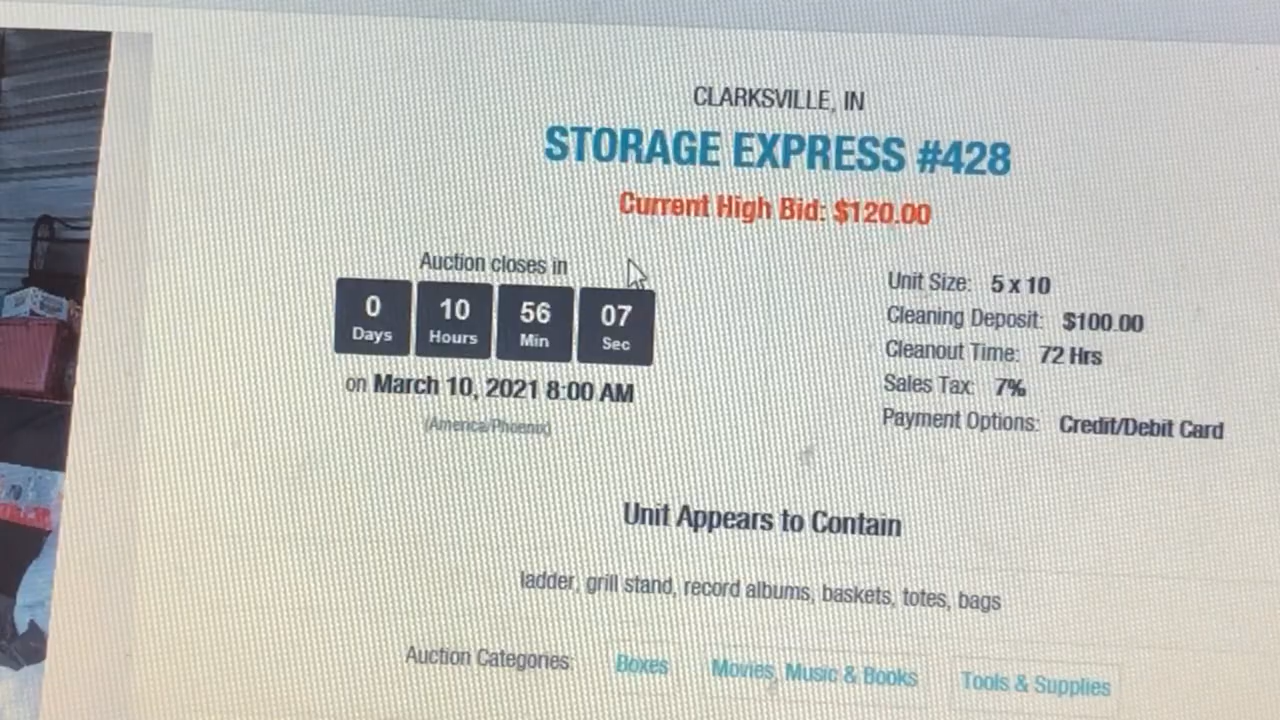 CLARKSVILLE, IN
STORAGE EXPRESS #428
Current High Bid: $120.00
Auction closes in
0 Days 10 Hours 56 Min 07 Sec
on March 10, 2021 8:00 AM
(America/Phoenix)
Unit Size: 5 x 10
Cleaning Deposit: $100.00
Cleanout Time: 72 Hrs
Sales Tax: 7%
Payment Options: Credit/Debit Card
Unit Appears to Contain
ladder, grill stand, record albums, baskets, totes, bags
Auction Categories: Boxes Movies, Music & Books Tools & Supplies